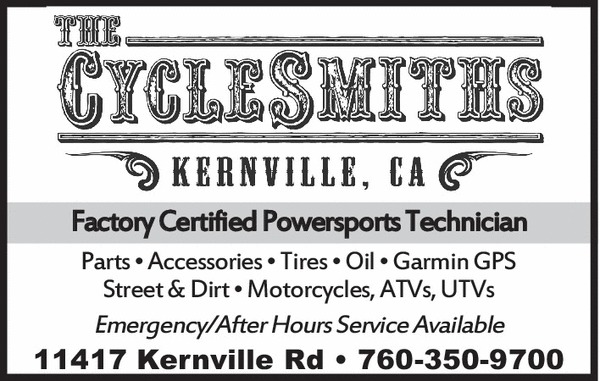 THE
CYCLESMITHS
KERNVILLE, CA
Factory Certified Powersports Technician
Parts • Accessories • Tires • Oil • Garmin GPS
Street & Dirt • Motorcycles, ATVs, UTVs
Emergency/After Hours Service Available
11417 Kernville Rd • 760-350-9700